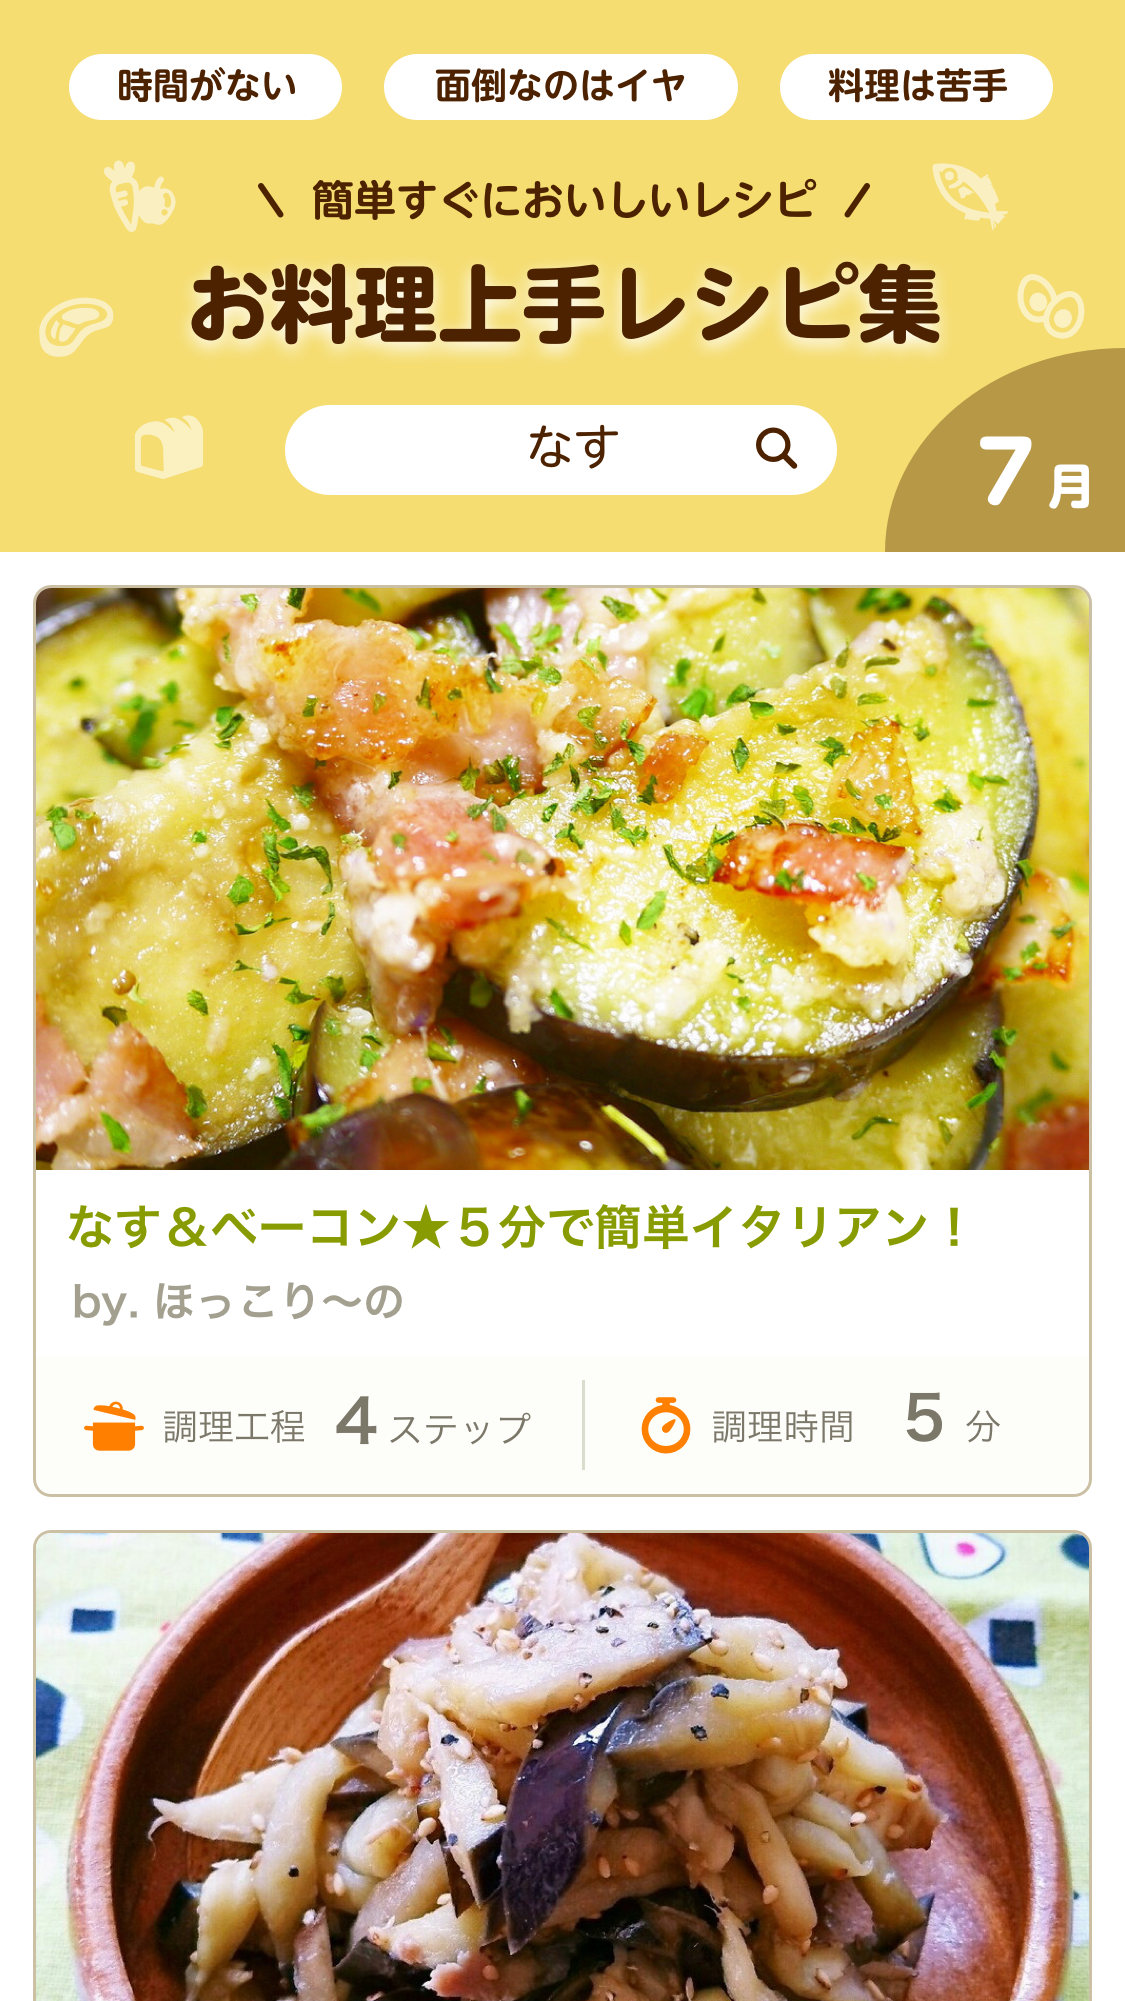 時間がない
面倒なのはイヤ
料理は苦手
\ 簡単すぐにおいしいレシピ /
お料理上手レシピ集
なす
7月
なす＆ベーコン★５分で簡単イタリアン！
by. ほっこり〜の
調理工程 4 ステップ
調理時間 5 分